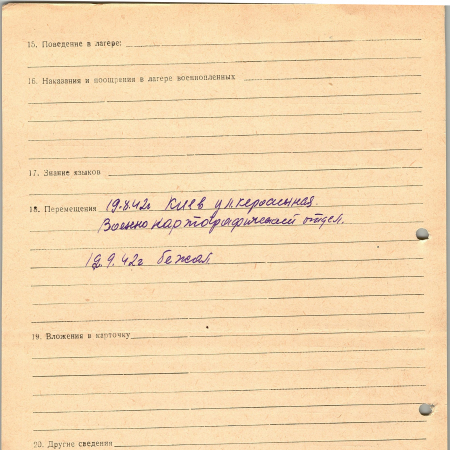 15. Поведение в лагере:
16. Наказания и поощрения в лагере военнопленных
17. Знание языков
18. Перемещения 19.8.42г Киев ул. керосинная.
Военно картографический отдел.
12.9.42г бежал
19. Вложения в карточку
20. Другие сведения